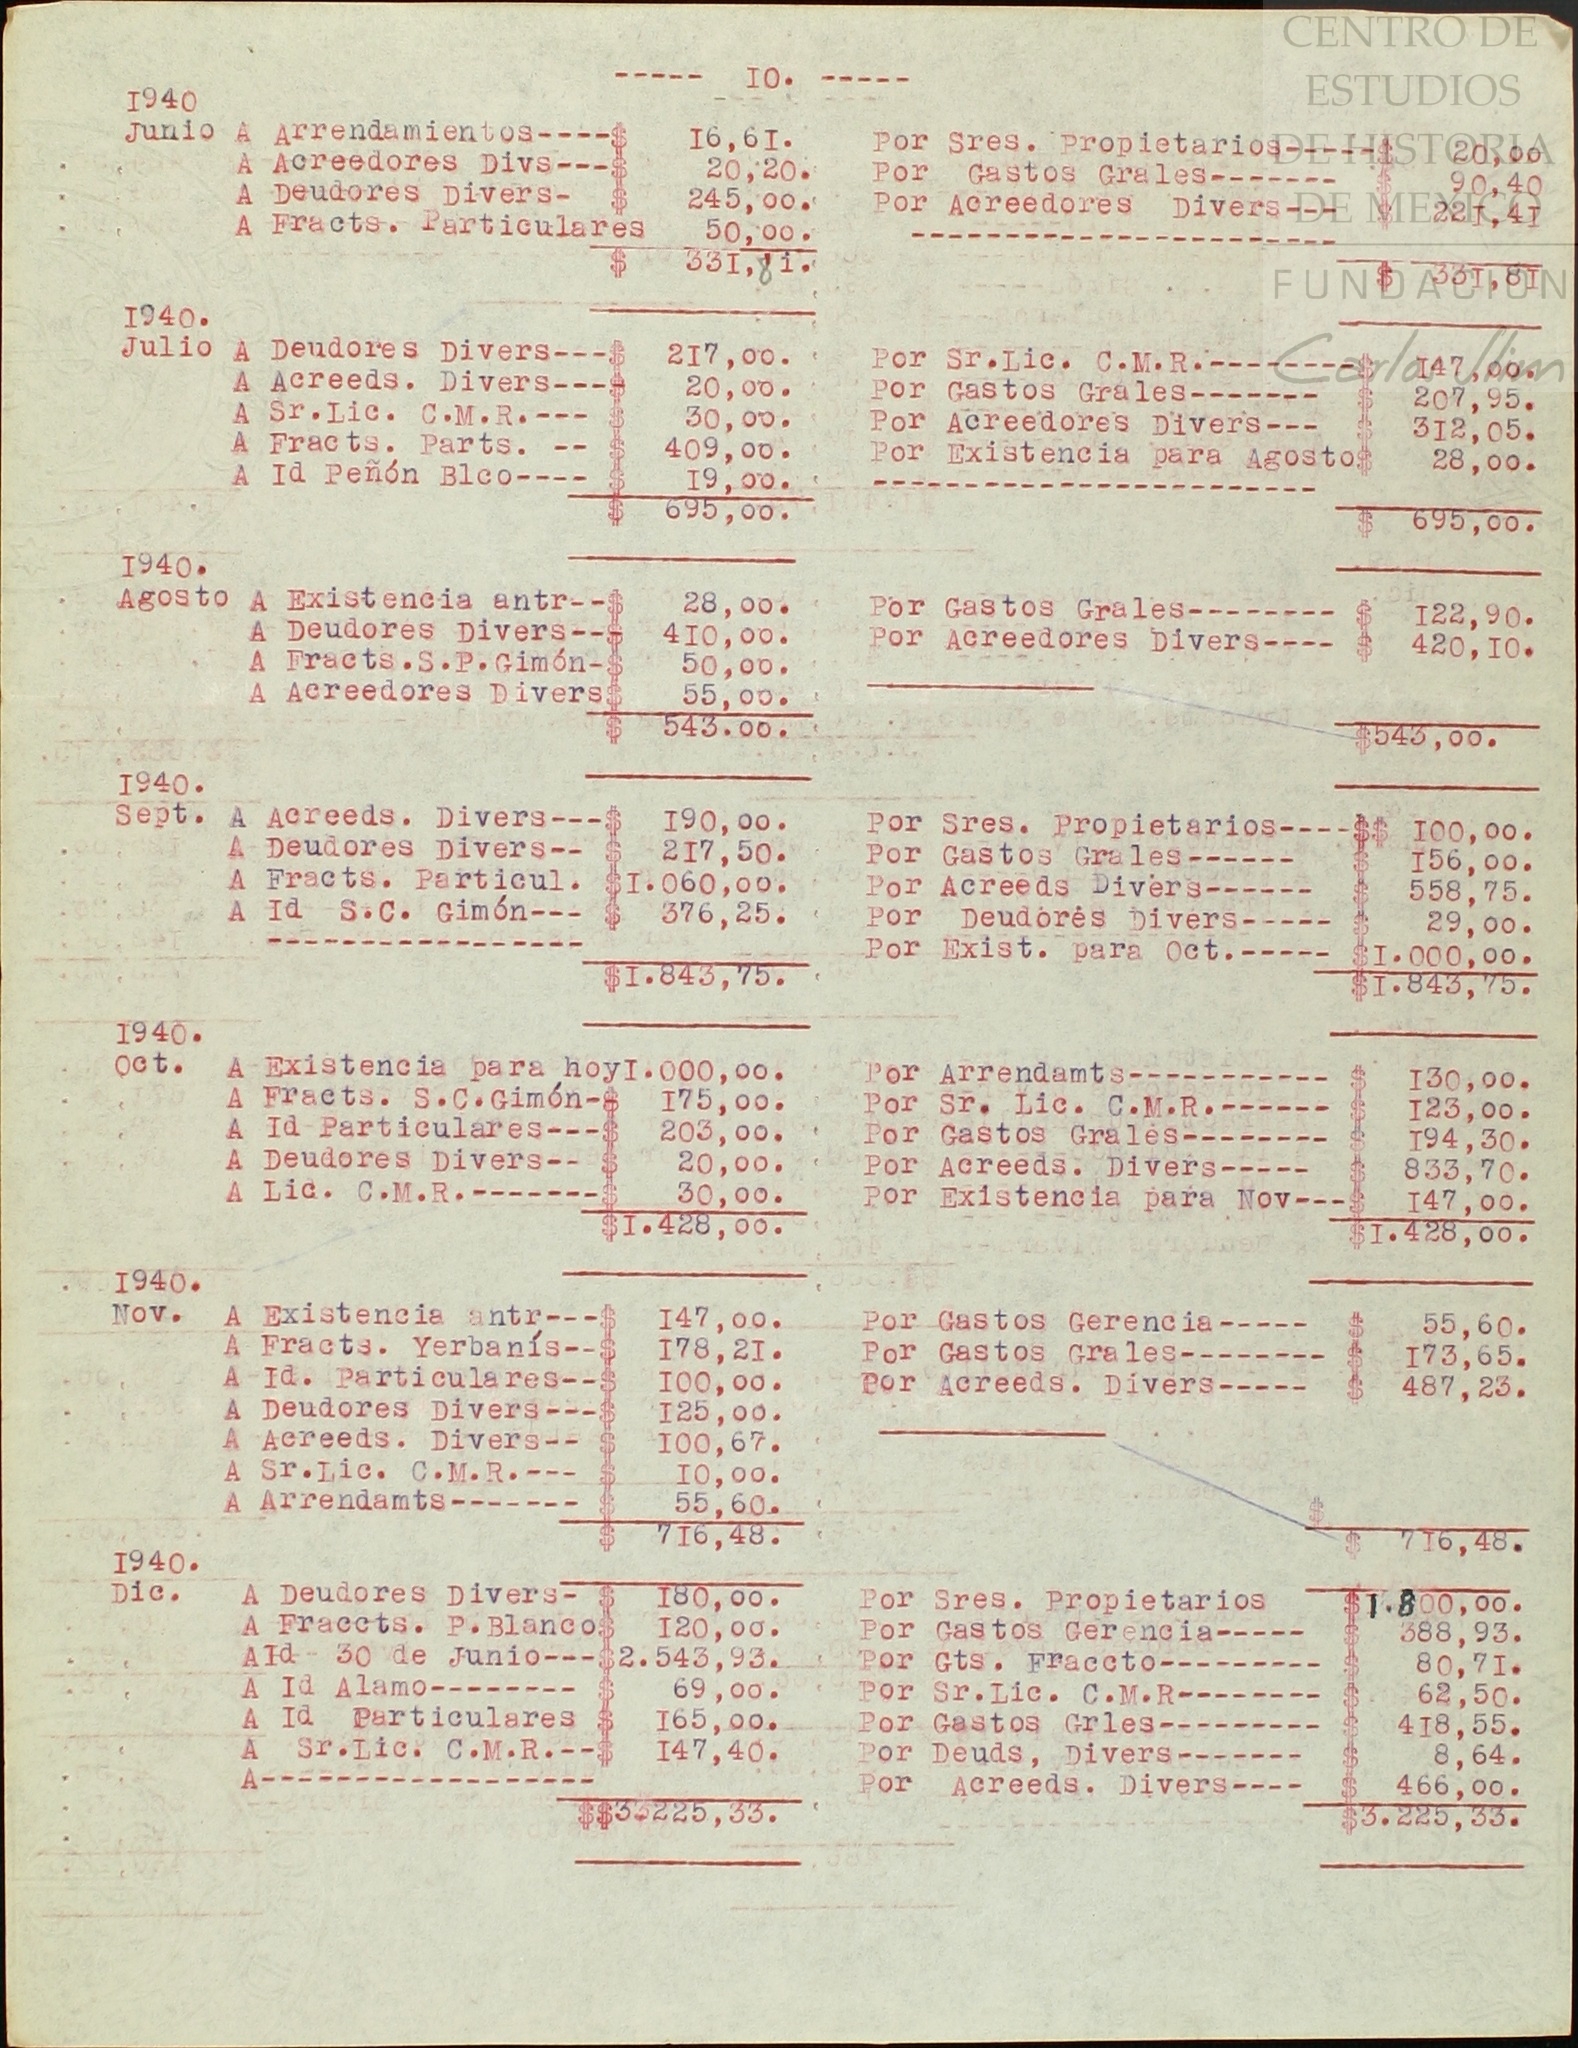 CENTRO DE
ESTUDIOS
DE HISTORIA
DE MEXICO
FUNDACION
Carlos Slim
----- I0. -----
I940
Junio A Arrendamientos----$ I6,6I. Por Sres. Propietarios------$ 20,00
A Acreedores Divs---$ 20,20. Por Gastos Grales------- $ 90,40
A Deudores Divers- $ 245,00. Por Acreedores Divers--- $ 22I,4I
A Fracts. Particulares 50,00. -----------------------
$ 33I,8I. $ 33I,8I
I940.
Julio A Deudores Divers---$ 2I7,00. Por Sr.Lic. C.M.R.--------$ I47,00.
A Acreeds. Divers---$ 20,00. Por Gastos Grales------- $ 207,95.
A Sr.Lic. C.M.R.--- $ 30,00. Por Acreedores Divers--- $ 3I2,05.
A Fracts. Parts. -- $ 409,00. Por Existencia para Agosto$ 28,00.
A Id Peñón Blco---- $ I9,00. ------------------------
$ 695,00. $ 695,00.
I940.
Agosto A Existencia antr--$ 28,00. Por Gastos Grales-------- $ I22,90.
A Deudores Divers--$ 4I0,00. Por Acreedores Divers---- $ 420,I0.
A Fracts.S.P.Gimón-$ 50,00.
A Acreedores Divers$ 55,00.
$ 543.00. $543,00.
I940.
Sept. A Acreeds. Divers---$ I90,00. Por Sres. Propietarios----$$ I00,00.
A Deudores Divers-- $ 2I7,50. Por Gastos Grales------ $ I56,00.
A Fracts. Particul. $I.060,00. Por Acreeds Divers------ $ 558,75.
A Id S.C. Gimón--- $ 376,25. Por Deudores Divers----- $ 29,00.
----------------- Por Exist. para Oct.----- $I.000,00.
$I.843,75. $I.843,75.
I940.
Oct. A Existencia para hoyI.000,00. Por Arrendamts----------- $ I30,00.
A Fracts. S.C.Gimón-$ I75,00. Por Sr. Lic. C.M.R.------ $ I23,00.
A Id Particulares---$ 203,00. Por Gastos Grales-------- $ I94,30.
A Deudores Divers-- $ 20,00. Por Acreeds. Divers----- $ 833,70.
A Lic. C.M.R.-------$ 30,00. Por Existencia para Nov---$ I47,00.
$I.428,00. $I.428,00.
I940.
Nov. A Existencia antr---$ I47,00. Por Gastos Gerencia----- $ 55,60.
A Fracts. Yerbanís--$ I78,2I. Por Gastos Grales-------- $ I73,65.
A Id. Particulares--$ I00,00. Por Acreeds. Divers----- $ 487,23.
A Deudores Divers---$ I25,00.
A Acreeds. Divers-- $ I00,67.
A Sr.Lic. C.M.R.--- $ I0,00.
A Arrendamts------- $ 55,60. $
$ 7I6,48. $ 7I6,48.
I940.
Dic. A Deudores Divers- $ I80,00. Por Sres. Propietarios $1.800,00.
A Fraccts. P.Blanco$ I20,00. Por Gastos Gerencia----- $ 388,93.
AId 30 de Junio---$2.543,93. Por Gts. Fraccto--------- $ 80,7I.
A Id Alamo-------- $ 69,00. Por Sr.Lic. C.M.R-------- $ 62,50.
A Id Particulares $ I65,00. Por Gastos Grles--------- $ 4I8,55.
A Sr.Lic. C.M.R.--$ I47,40. Por Deuds, Divers------- $ 8,64.
A------------------ Por Acreeds. Divers---- $ 466,00.
$$33225,33. $3.225,33.